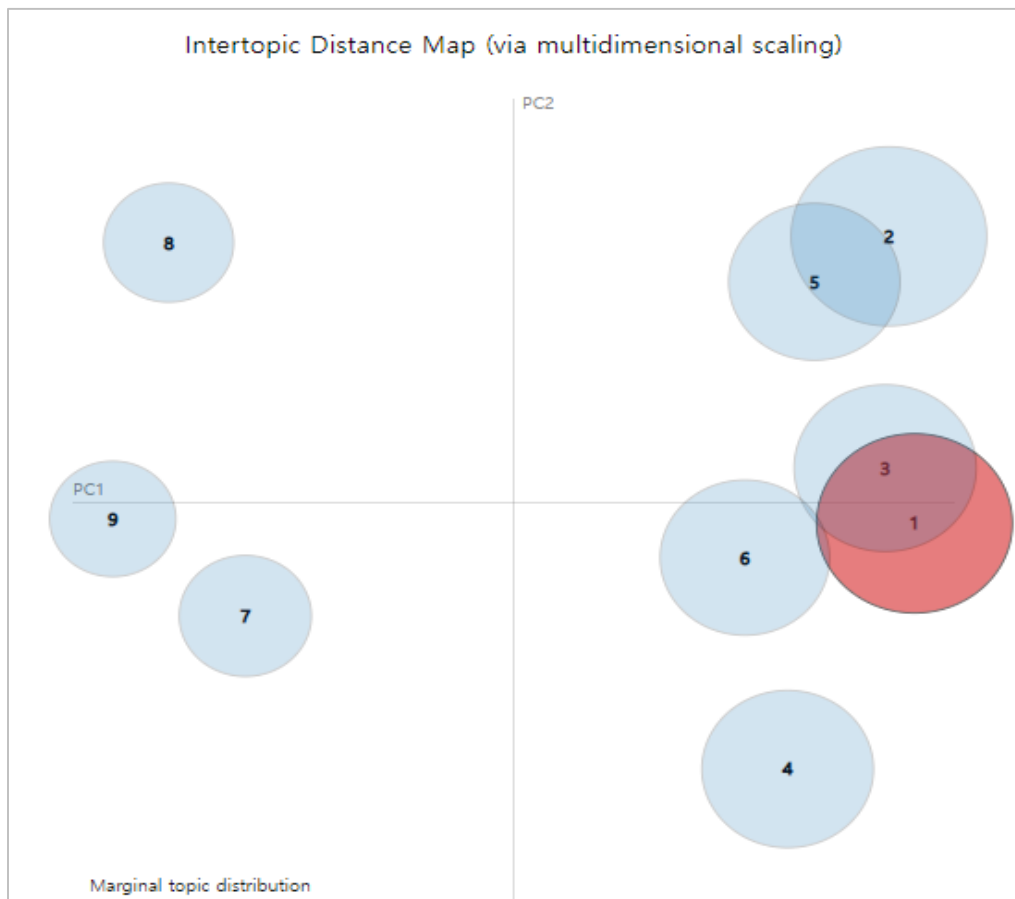 Intertopic Distance Map (via multidimensional scaling)
PC2
8
2
5
3
PC1
9
1
6
7
4
Marginal topic distribution